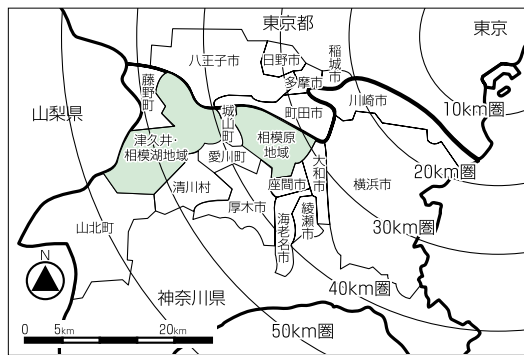 東京都
東京
八王子市
日野市
稲城市
多摩市
藤野町
山梨県
城山町
町田市
川崎市
10km圏
津久井・
相模湖地域
相模原
地域
愛川町
大和市
20km圏
座間市
横浜市
清川村
厚木市
綾瀬市
海老名市
30km圏
山北町
N
40km圏
神奈川県
50km圏
0
5km
20km